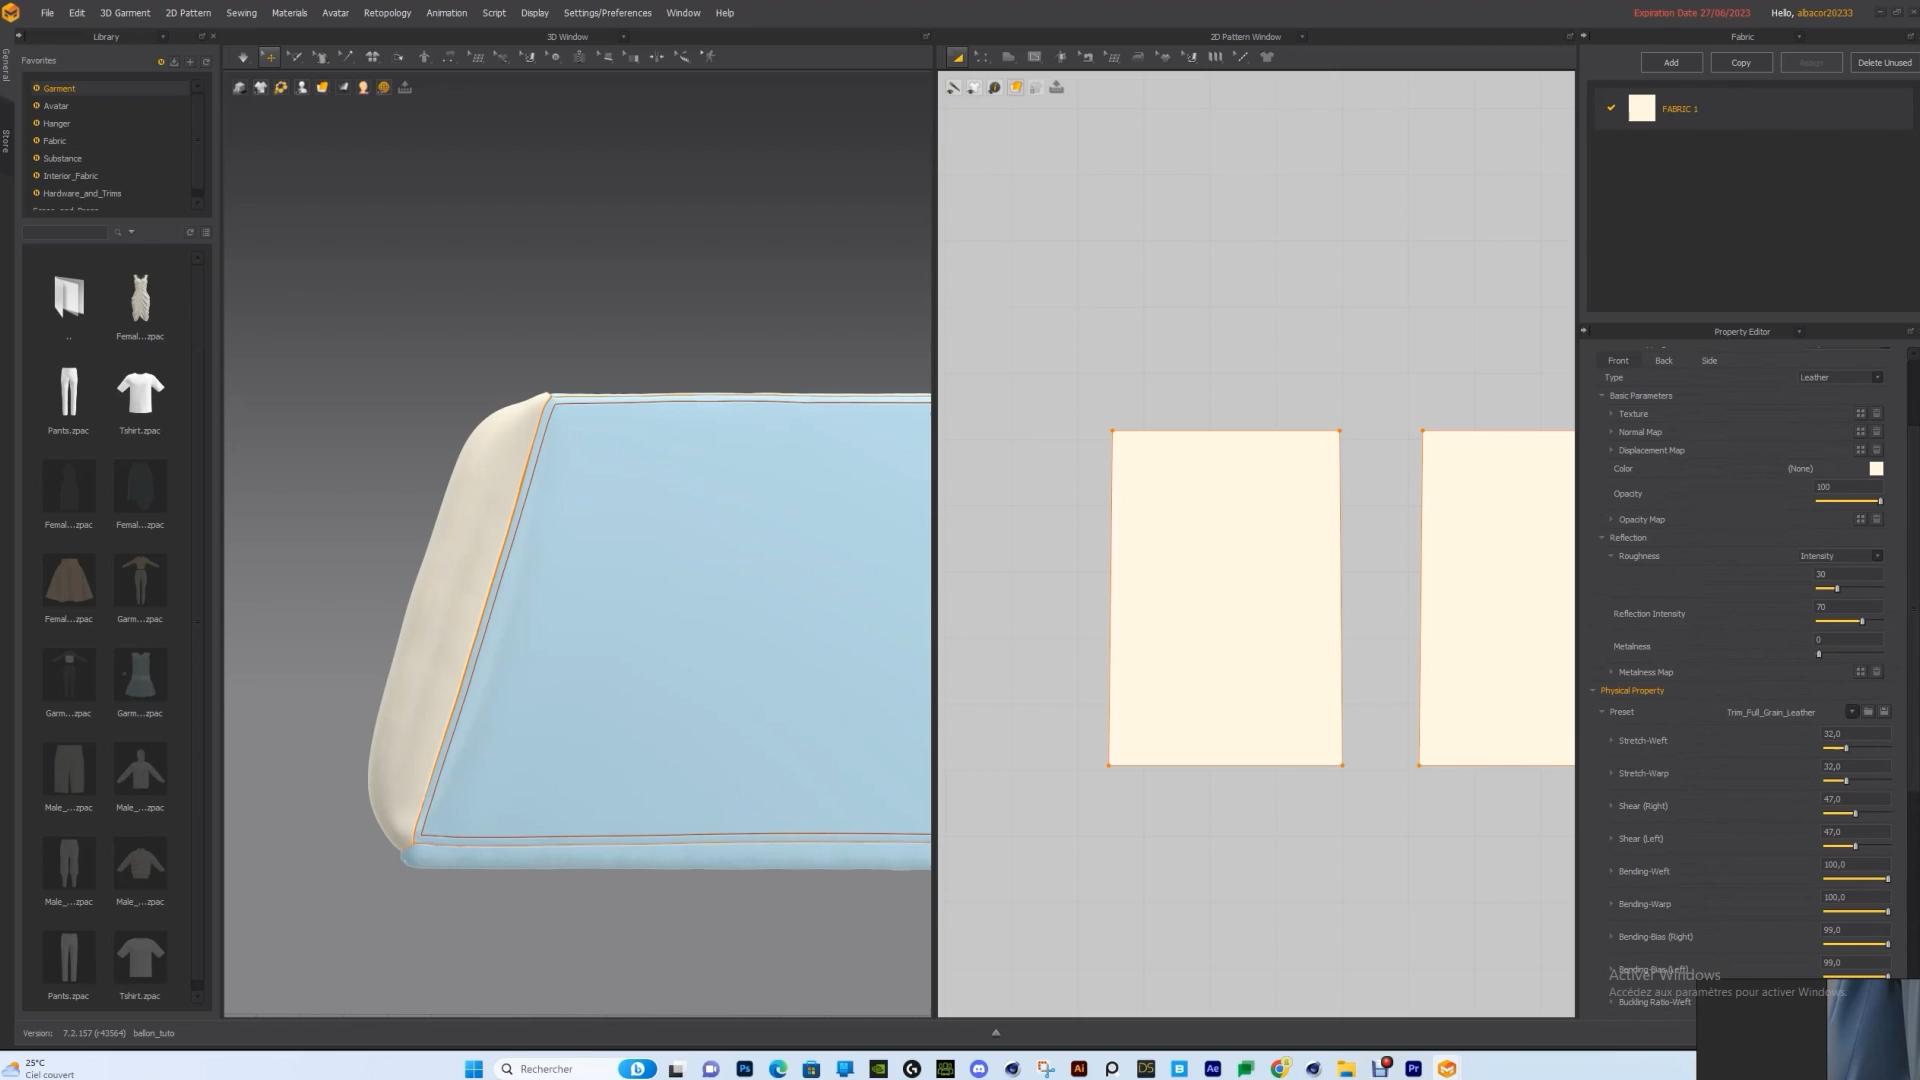 File Edit 3D Garment 2D Pattern Sewing Materials Avatar Retopology Animation Script Display Settings/Preferences Window Help
Expiration Date 27/06/2023 Hello, albacor20233
Library
3D Window
2D Pattern Window
Fabric
General
Store
Favorites
Garment
Avatar
Hanger
Fabric
Substance
Interior_Fabric
Hardware_and_Trims
..
Femal...zpac
Pants.zpac
Tshirt.zpac
Femal...zpac
Femal...zpac
Femal...zpac
Garm...zpac
Garm...zpac
Garm...zpac
Male_...zpac
Male_...zpac
Male_...zpac
Male_...zpac
Pants.zpac
Tshirt.zpac
Add Copy Assign Delete Unused
FABRIC 1
Property Editor
Front Back Side
Type Leather
Basic Parameters
Texture
Normal Map
Displacement Map
Color (None)
Opacity 100
Opacity Map
Reflection
Roughness Intensity
30
Reflection Intensity 70
Metalness 0
Metalness Map
Physical Property
Preset Trim_Full_Grain_Leather
Stretch-Weft 32,0
Stretch-Warp 32,0
Shear (Right) 47,0
Shear (Left) 47,0
Bending-Weft 100,0
Bending-Warp 100,0
Bending-Bias (Right) 99,0
Bending-Bias (Left) 99,0
Activer Windows
Accédez aux paramètres pour activer Windows.
Buckling Ratio-Weft
Version: 7.2.157 (r43564) ballon_tuto
25°C
Ciel couvert
Rechercher